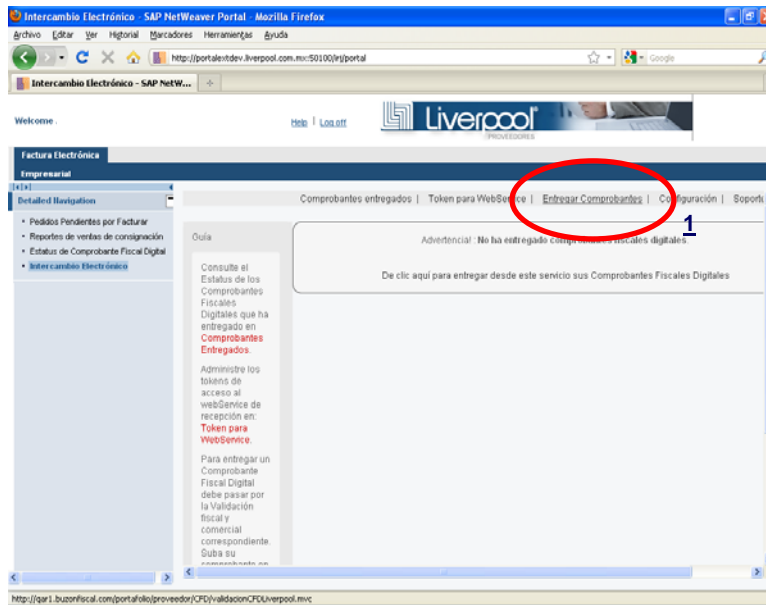 Intercambio Electrónico - SAP NetWeaver Portal - Mozilla Firefox
Archivo Editar Ver Historial Marcadores Herramientas Ayuda
http://portalextdev.liverpool.com.mx:50100/irj/portal
Google
Intercambio Electrónico - SAP NetW...
Welcome .
Help | Log off
Liverpool
PROVEEDORES
Factura Electrónica
Empresarial
Detailed Navigation
Comprobantes entregados | Token para WebService | Entregar Comprobantes | Configuración | Soporte
1
• Pedidos Pendientes por Facturar
• Reportes de ventas de consignación
• Estatus de Comprobante Fiscal Digital
• Intercambio Electrónico
Guía
Advertencia! : No ha entregado comprobantes fiscales digitales.
De clic aquí para entregar desde este servicio sus Comprobantes Fiscales Digitales
Consulte el
Estatus de los
Comprobantes
Fiscales
Digitales que ha
entregado en
Comprobantes
Entregados.
Administre los
tokens de
acceso al
webService de
recepción en:
Token para
WebService.
Para entregar un
Comprobante
Fiscal Digital
debe pasar por
la Validación
fiscal y
comercial
correspondiente.
Suba su
comprobante en
http://qar1.buzonfiscal.com/portafolio/proveedor/CFD/validacionCFDLiverpool.mvc